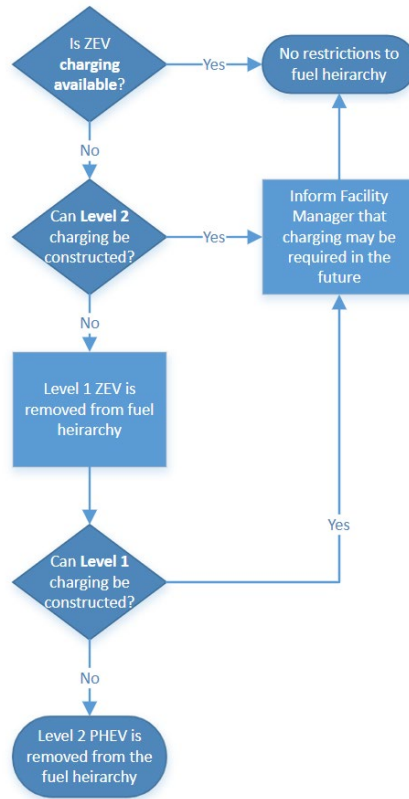 Is ZEV
charging
available?
Yes
No restrictions to
fuel heirarchy
No
Can Level 2
charging be
constructed?
Yes
Inform Facility
Manager that
charging may be
required in the
future
No
Level 1 ZEV is
removed from fuel
heirarchy
Yes
Can Level 1
charging be
constructed?
No
Level 2 PHEV is
removed from the
fuel heirarchy